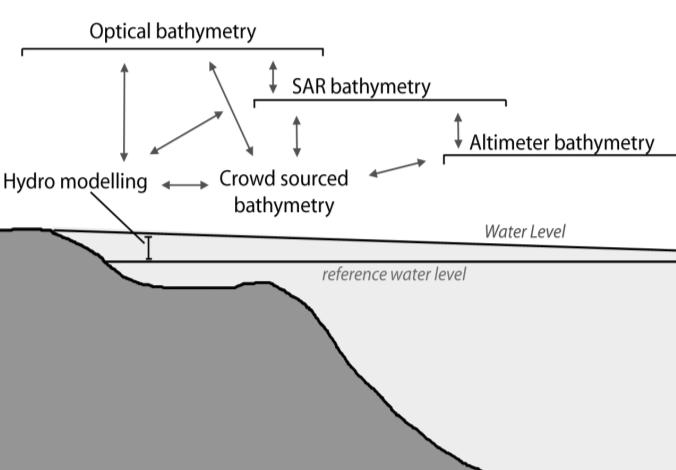 Optical bathymetry
SAR bathymetry
Altimeter bathymetry
Hydro modelling
Crowd sourced
bathymetry
Water Level
reference water level